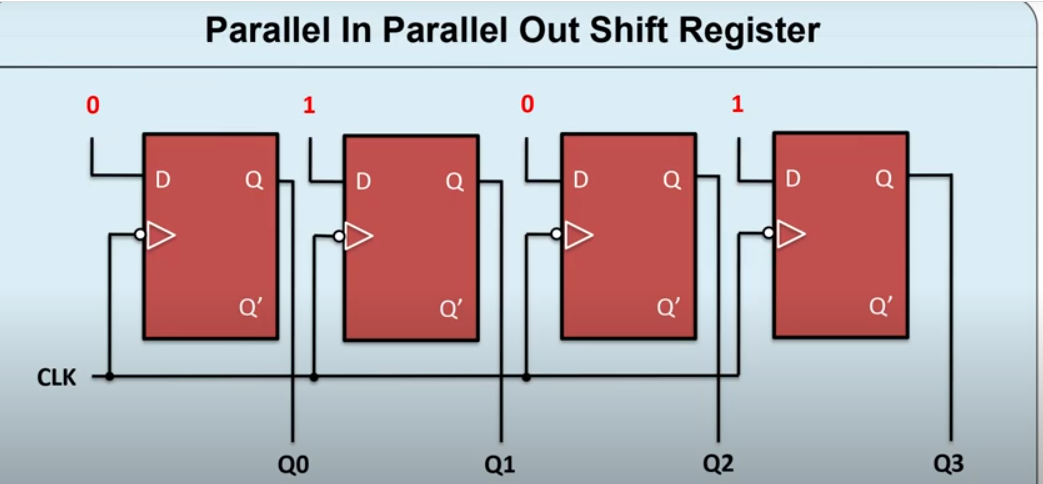 Parallel In Parallel Out Shift Register
0 1 0 1
D Q D Q D Q D Q
Q' Q' Q' Q'
CLK
Q0 Q1 Q2 Q3